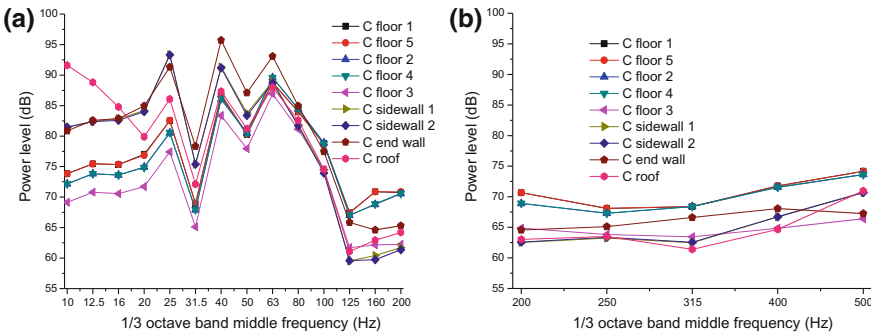 (a)
100
95
90
85
80
75
70
65
60
55
Power level (dB)
10 12.5 16 20 25 31.5 40 50 63 80 100 125 160 200
1/3 octave band middle frequency (Hz)
C floor 1
C floor 5
C floor 2
C floor 4
C floor 3
C sidewall 1
C sidewall 2
C end wall
C roof
(b)
100
95
90
85
80
75
70
65
60
55
Power level (dB)
200 250 315 400 500
1/3 octave band middle frequency (Hz)
C floor 1
C floor 5
C floor 2
C floor 4
C floor 3
C sidewall 1
C sidewall 2
C end wall
C roof